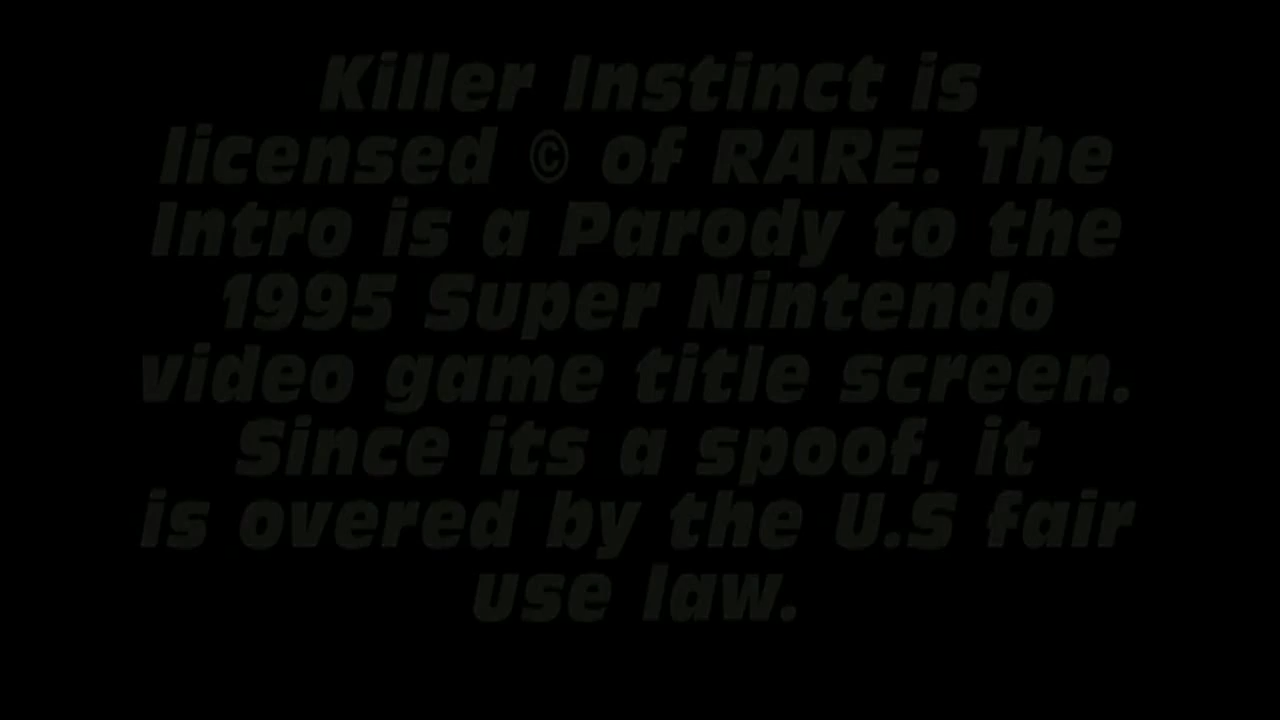 Killer Instinct is
licensed © of RARE. The
Intro is a Parody to the
1995 Super Nintendo
video game title screen.
Since its a spoof, it
is overed by the U.S fair
use law.